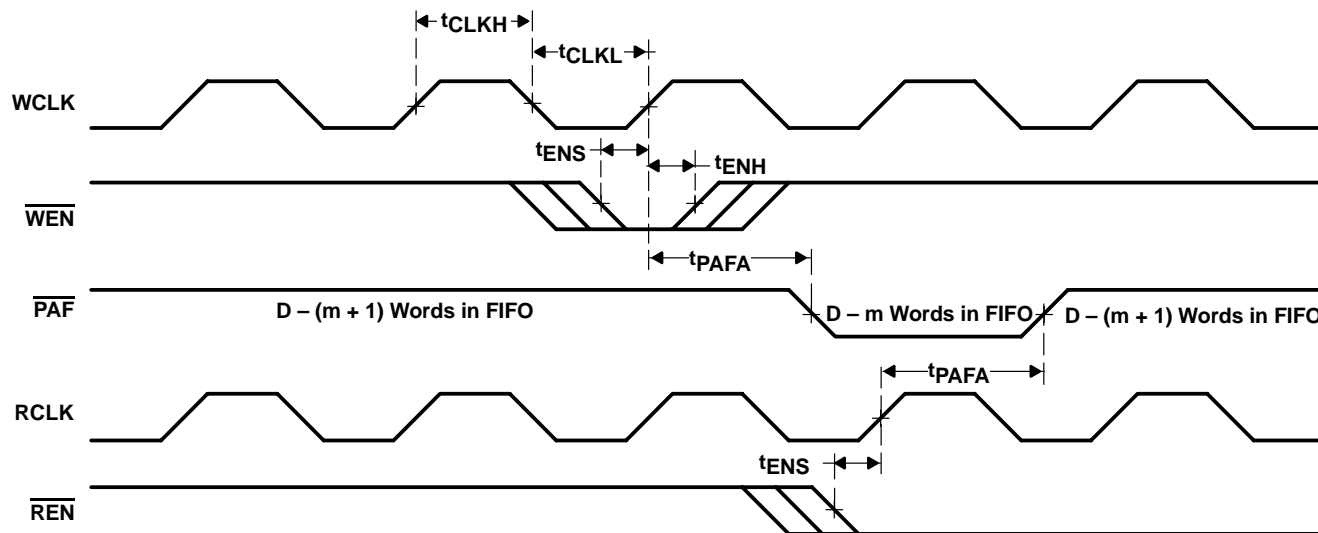 tCLKH
tCLKL
WCLK
tENS
tENH
WEN
tPAFA
PAF
D – (m + 1) Words in FIFO
D – m Words in FIFO
D – (m + 1) Words in FIFO
tPAFA
RCLK
tENS
REN